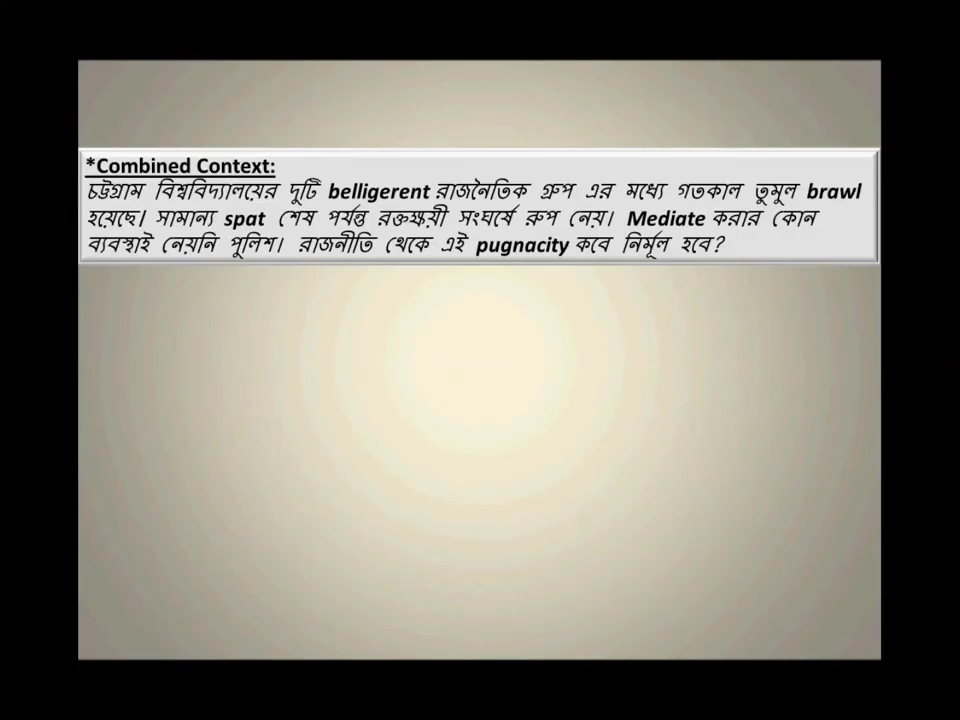 *Combined Context:
চট্টগ্রাম বিশ্ববিদ্যালয়ের দুটি belligerent রাজনৈতিক গ্রুপ এর মধ্যে গতকাল তুমুল brawl
হয়েছে। সামান্য spat শেষ পর্যন্ত রক্তক্ষয়ী সংঘর্ষে রুপ নেয়। Mediate করার কোন
ব্যবস্থাই নেয়নি পুলিশ। রাজনীতি থেকে এই pugnacity কবে নির্মূল হবে?